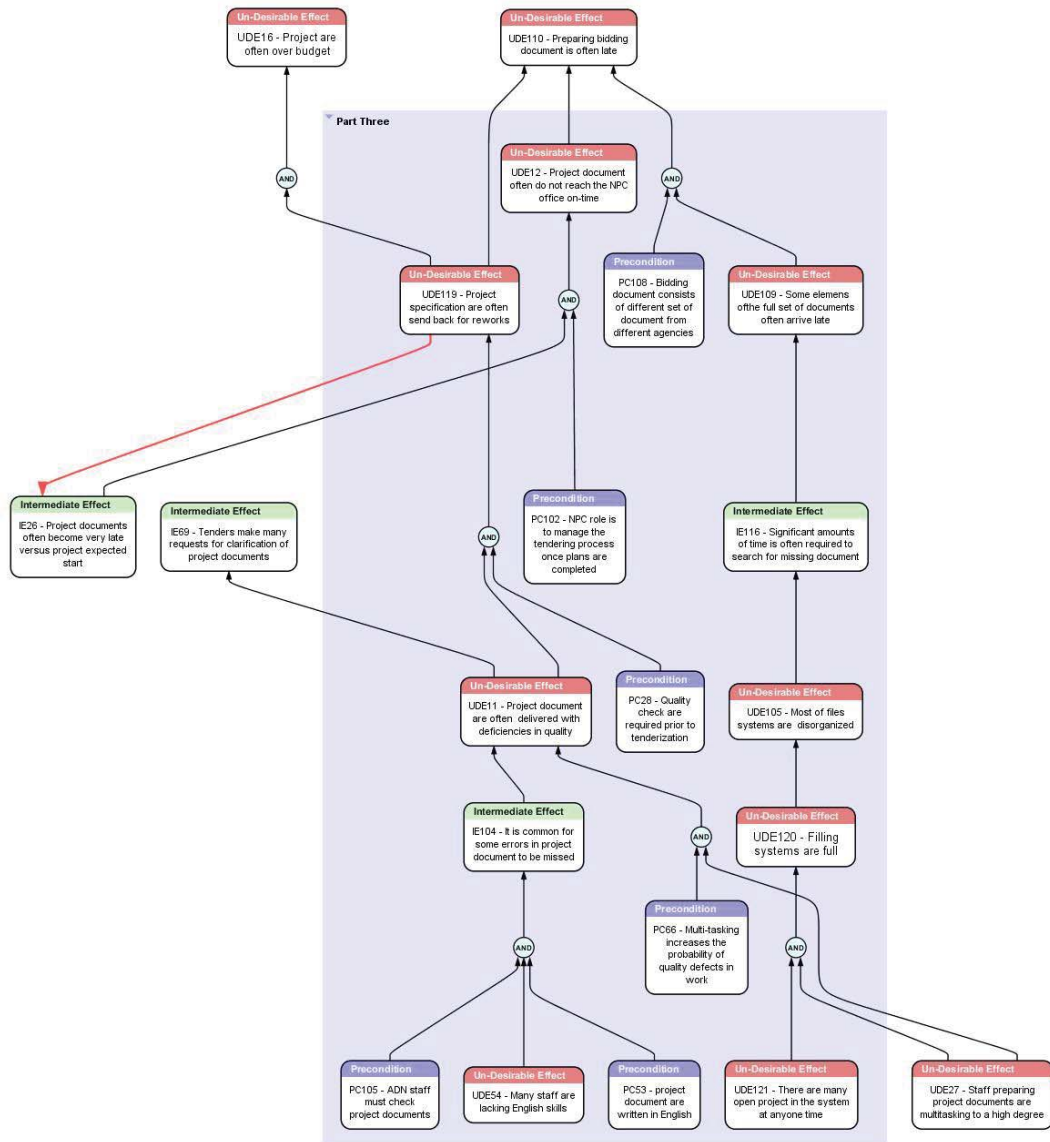 Un-Desirable Effect
UDE16 - Project are
often over budget
Un-Desirable Effect
UDE110 - Preparing bidding
document is often late
Part Three
Un-Desirable Effect
UDE12 - Project document
often do not reach the NPC
office on-time
AND
AND
Precondition
PC108 - Bidding
document consists
of different set of
document from
different agencies
Un-Desirable Effect
UDE109 - Some elemens
ofthe full set of documents
often arrive late
Un-Desirable Effect
UDE119 - Project
specification are often
send back for reworks
AND
Intermediate Effect
IE26 - Project documents
often become very late
versus project expected
start
Intermediate Effect
IE69 - Tenders make many
requests for clarification of
project documents
AND
Precondition
PC102 - NPC role is
to manage the
tendering process
once plans are
completed
Intermediate Effect
IE116 - Significant amounts
of time is often required to
search for missing document
Un-Desirable Effect
UDE11 - Project document
are often delivered with
deficiencies in quality
Precondition
PC28 - Quality
check are
required prior to
tenderization
Un-Desirable Effect
UDE105 - Most of files
systems are disorganized
Intermediate Effect
IE104 - It is common for
some errors in project
document to be missed
AND
Un-Desirable Effect
UDE120 - Filling
systems are full
AND
Precondition
PC66 - Multi-tasking
increases the
probability of
quality defects in
work
AND
Precondition
PC105 - ADN staff
must check
project documents
Un-Desirable Effect
UDE54 - Many staff are
lacking English skills
Precondition
PC53 - project
document are
written in English
Un-Desirable Effect
UDE121 - There are many
open project in the system
at anyone time
Un-Desirable Effect
UDE27 - Staff preparing
project documents are
multitasking to a high degree